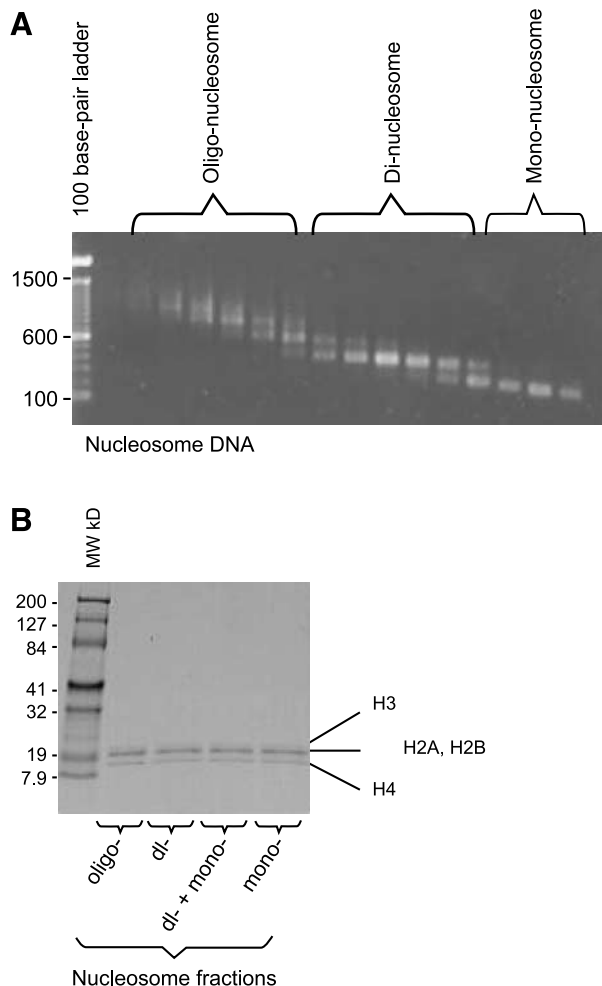 A
100 base-pair ladder
Oligo-nucleosome
Di-nucleosome
Mono-nucleosome
1500
600
100
Nucleosome DNA
B
MW kD
200
127
84
41
32
19
7.9
H3
H2A, H2B
H4
oligo-
dI-
dI- + mono-
mono-
Nucleosome fractions